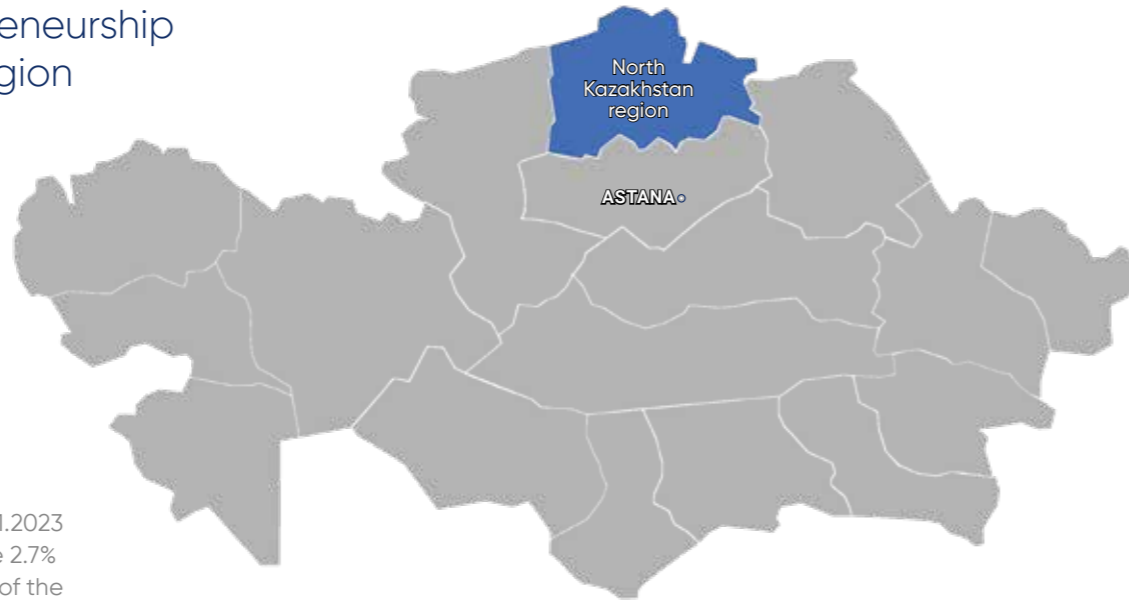 eneurship
gion
North
Kazakhstan
region
ASTANA
1.2023
e 2.7%
of the